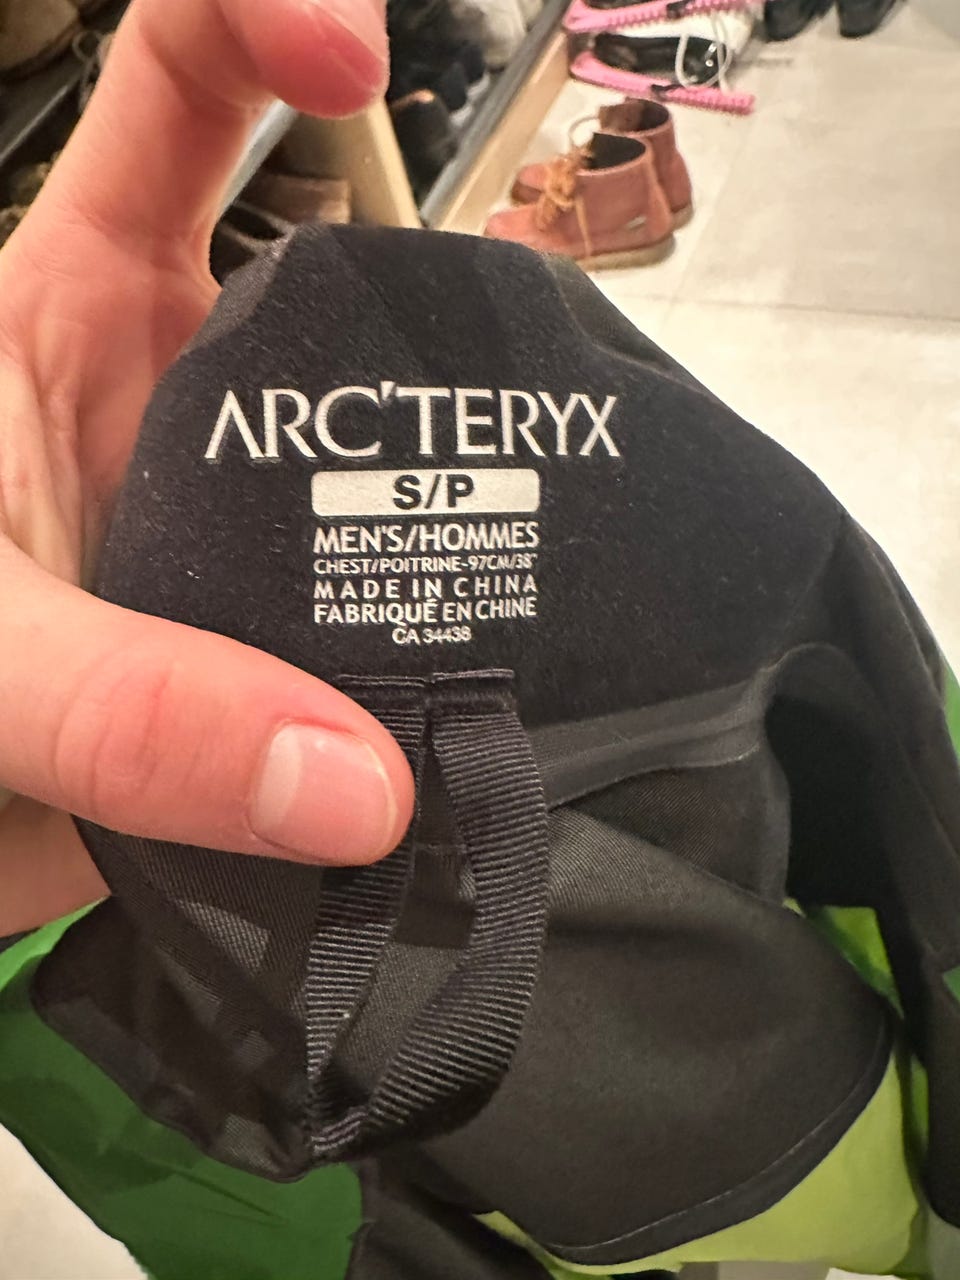 ARC'TERYX
S/P
MEN'S/HOMMES
CHEST/POITRINE-97CM/38"
MADE IN CHINA
FABRIQUÉ EN CHINE
CA 34438